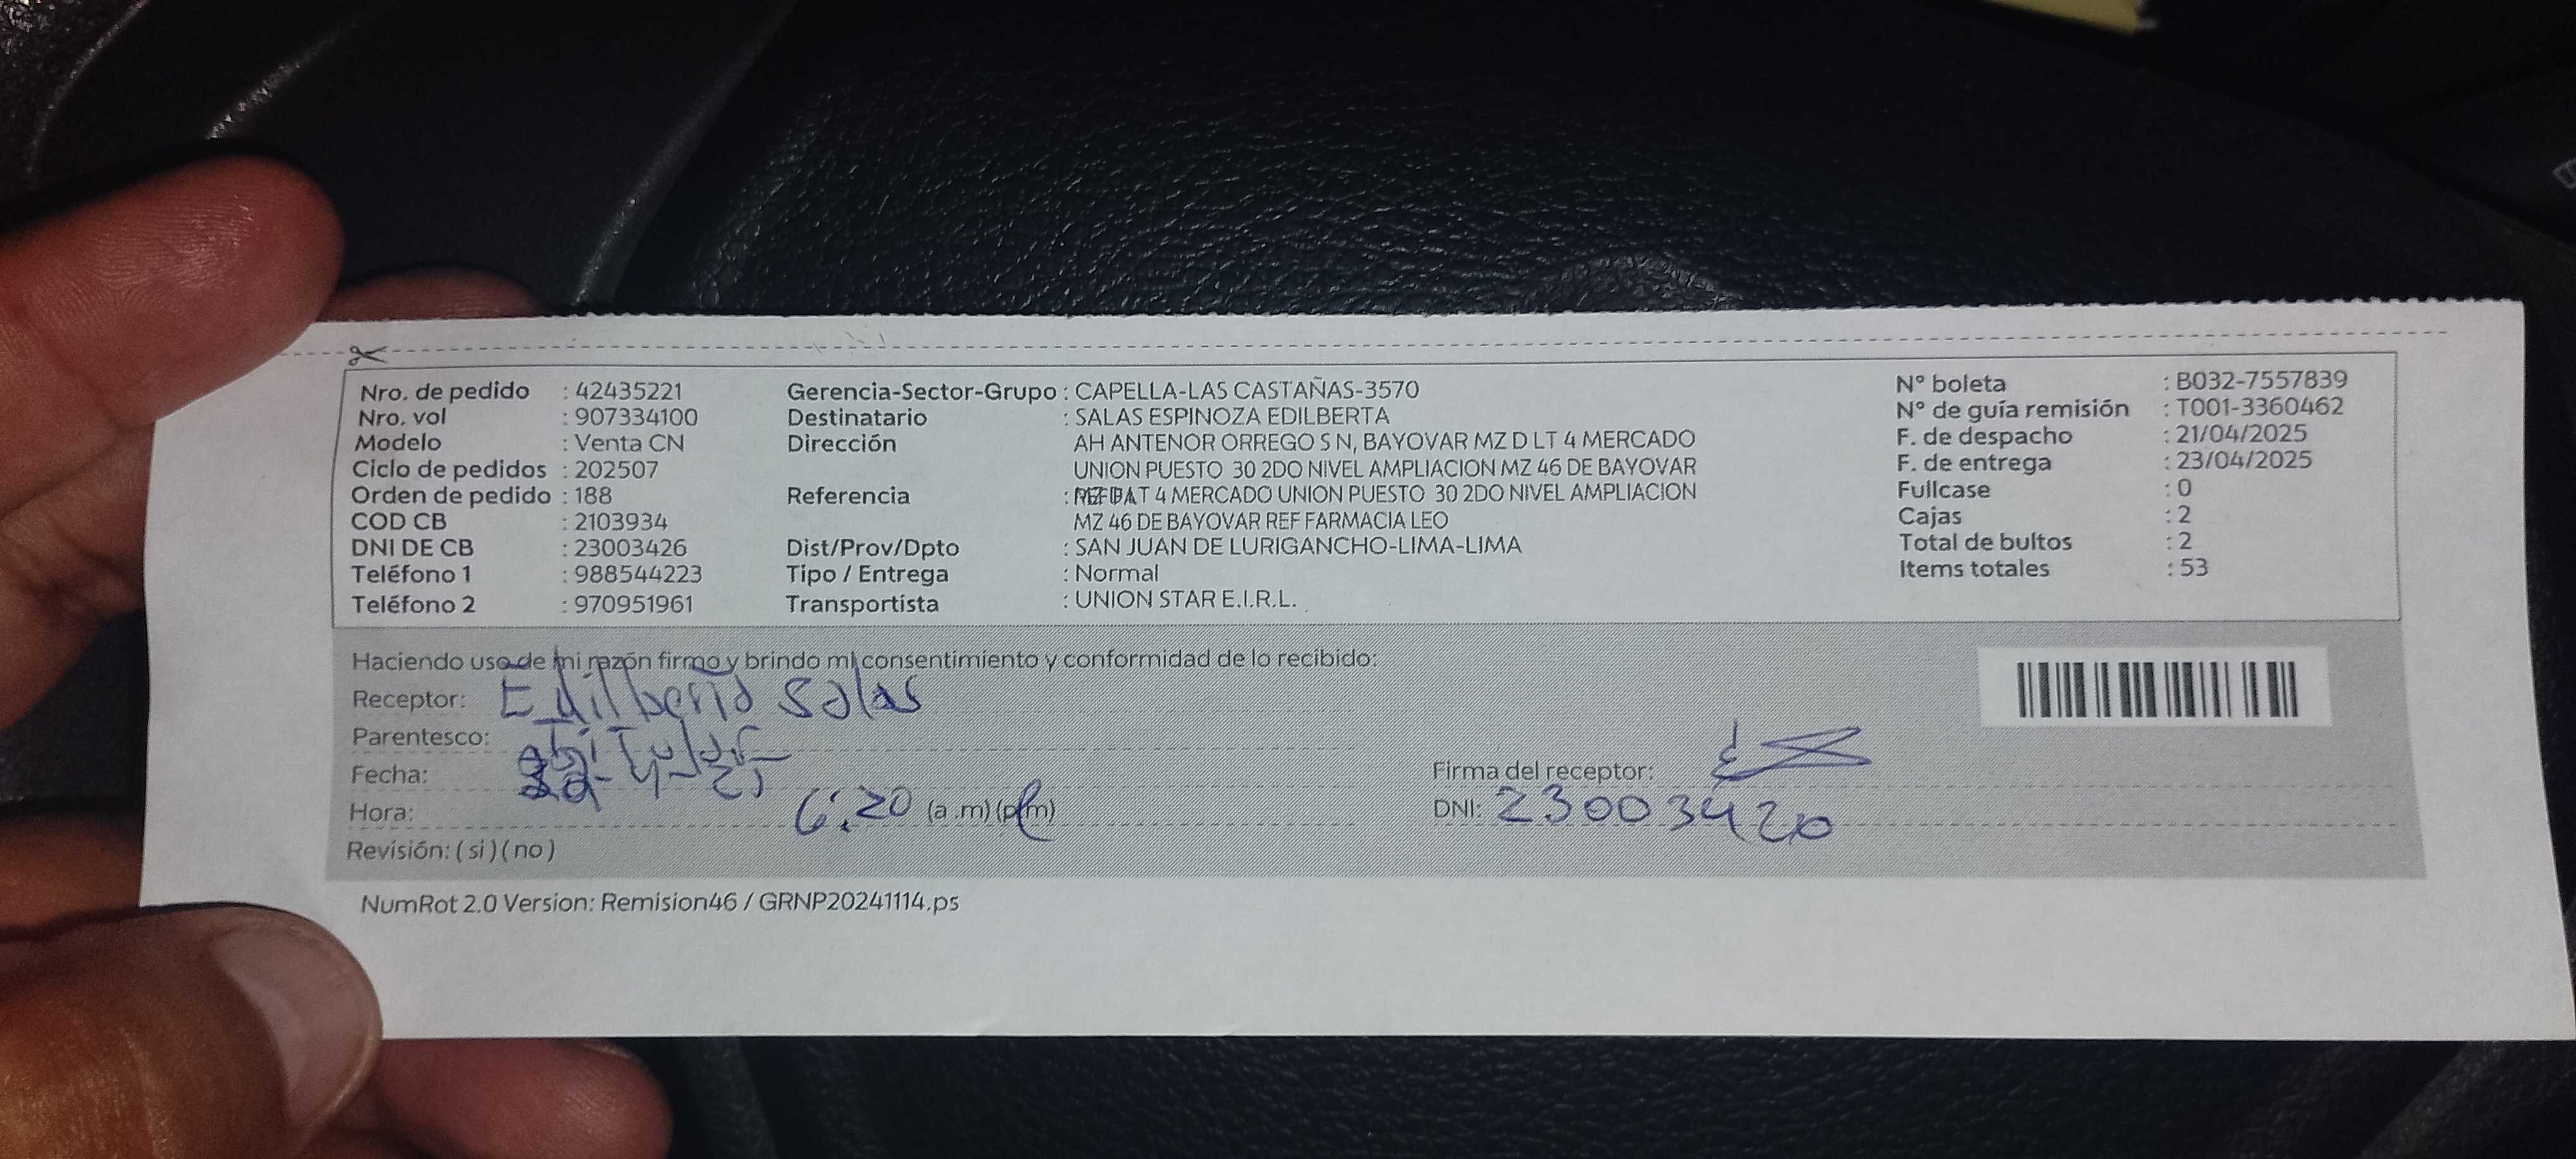 Nro. de pedido : 42435221
Nro. vol : 907334100
Modelo : Venta CN
Ciclo de pedidos : 202507
Orden de pedido : 188
COD CB : 2103934
DNI DE CB : 23003426
Teléfono 1 : 988544223
Teléfono 2 : 970951961
Gerencia-Sector-Grupo : CAPELLA-LAS CASTAÑAS-3570
Destinatario : SALAS ESPINOZA EDILBERTA
Dirección AH ANTENOR ORREGO S N, BAYOVAR MZ D LT 4 MERCADO
UNION PUESTO 30 2DO NIVEL AMPLIACION MZ 46 DE BAYOVAR
Referencia : 4 MERCADO UNION PUESTO 30 2DO NIVEL AMPLIACION
MZ 46 DE BAYOVAR REF FARMACIA LEO
Dist/Prov/Dpto : SAN JUAN DE LURIGANCHO-LIMA-LIMA
Tipo / Entrega : Normal
Transportista : UNION STAR E.I.R.L.
N° boleta : B032-7557839
N° de guía remisión : T001-3360462
F. de despacho : 21/04/2025
F. de entrega : 23/04/2025
Fullcase : 0
Cajas : 2
Total de bultos : 2
Items totales : 53
Haciendo uso de mi razón firmo y brindo mi consentimiento y conformidad de lo recibido:
Receptor: Edilberta Salas
Parentesco: Titular
Fecha:
Hora: 6:20 (a .m) (p.m)
Revisión: ( si ) ( no )
Firma del receptor:
DNI: 23003420
NumRot 2.0 Version: Remision46 / GRNP20241114.ps